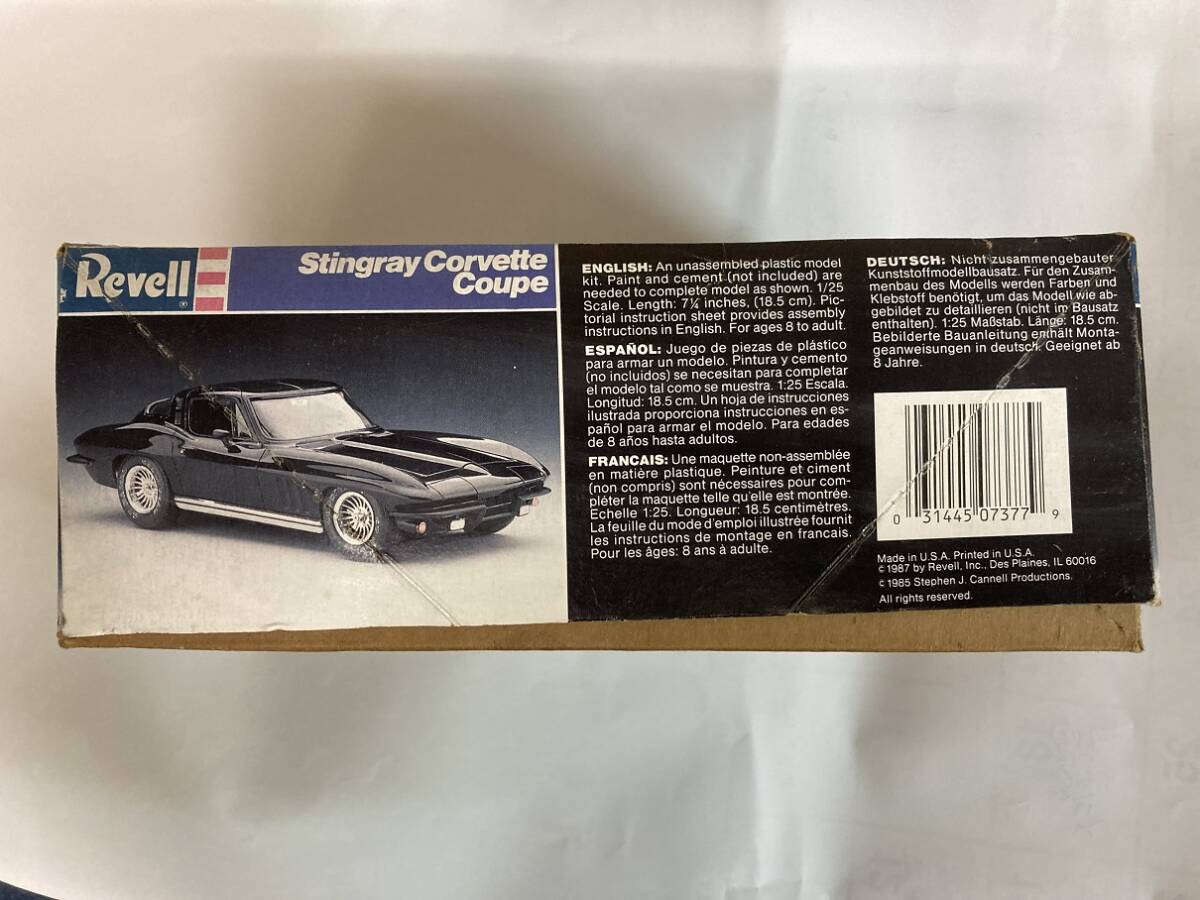 Revell
®
Stingray Corvette
Coupe
ENGLISH: An unassembled plastic model
kit. Paint and cement (not included) are
needed to complete model as shown. 1/25
Scale. Length: 7¼ inches, (18.5 cm). Pic-
torial instruction sheet provides assembly
instructions in English. For ages 8 to adult.
ESPAÑOL: Juego de piezas de plástico
para armar un modelo. Pintura y cemento
(no incluidos) se necesitan para completar
el modelo tal como se muestra. 1:25 Escala.
Longitud: 18.5 cm. Un hoja de instrucciones
ilustrada proporciona instrucciones en es-
pañol para armar el modelo. Para edades
de 8 años hasta adultos.
FRANCAIS: Une maquette non-assemblée
en matière plastique. Peinture et ciment
(non compris) sont nécessaires pour com-
pléter la maquette telle qu'elle est montrée.
Echelle 1:25. Longueur: 18.5 centimètres.
La feuille du mode d'emploi illustrée fournit
les instructions de montage en francais.
Pour les âges: 8 ans à adulte.
DEUTSCH: Nicht zusammengebauter
Kunststoffmodellbausatz. Für den Zusam-
menbau des Modells werden Farben und
Klebstoff benötigt, um das Modell wie ab-
gebildet zu detaillieren (nicht im Bausatz
enthalten). 1:25 Maßstab. Länge: 18.5 cm.
Bebilderte Bauanleitung enthält Monta-
geanweisungen in deutsch. Geeignet ab
8 Jahre.
0 31445 07377 9
Made in U.S.A. Printed in U.S.A.
© 1987 by Revell, Inc., Des Plaines, IL 60016
© 1985 Stephen J. Cannell Productions.
All rights reserved.